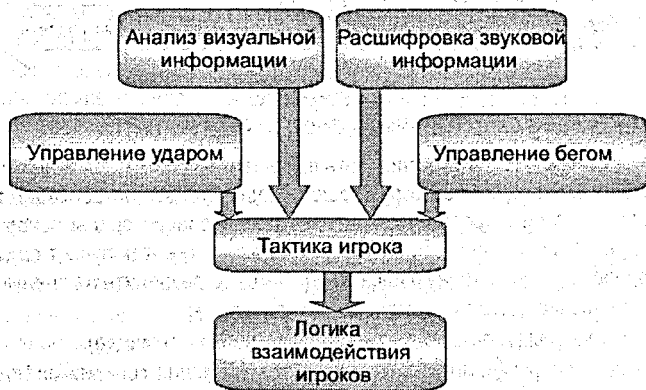 Анализ визуальной
информации
Расшифровка звуковой
информации
Управление ударом
Управление бегом
Тактика игрока
Логика
взаимодействия
игроков